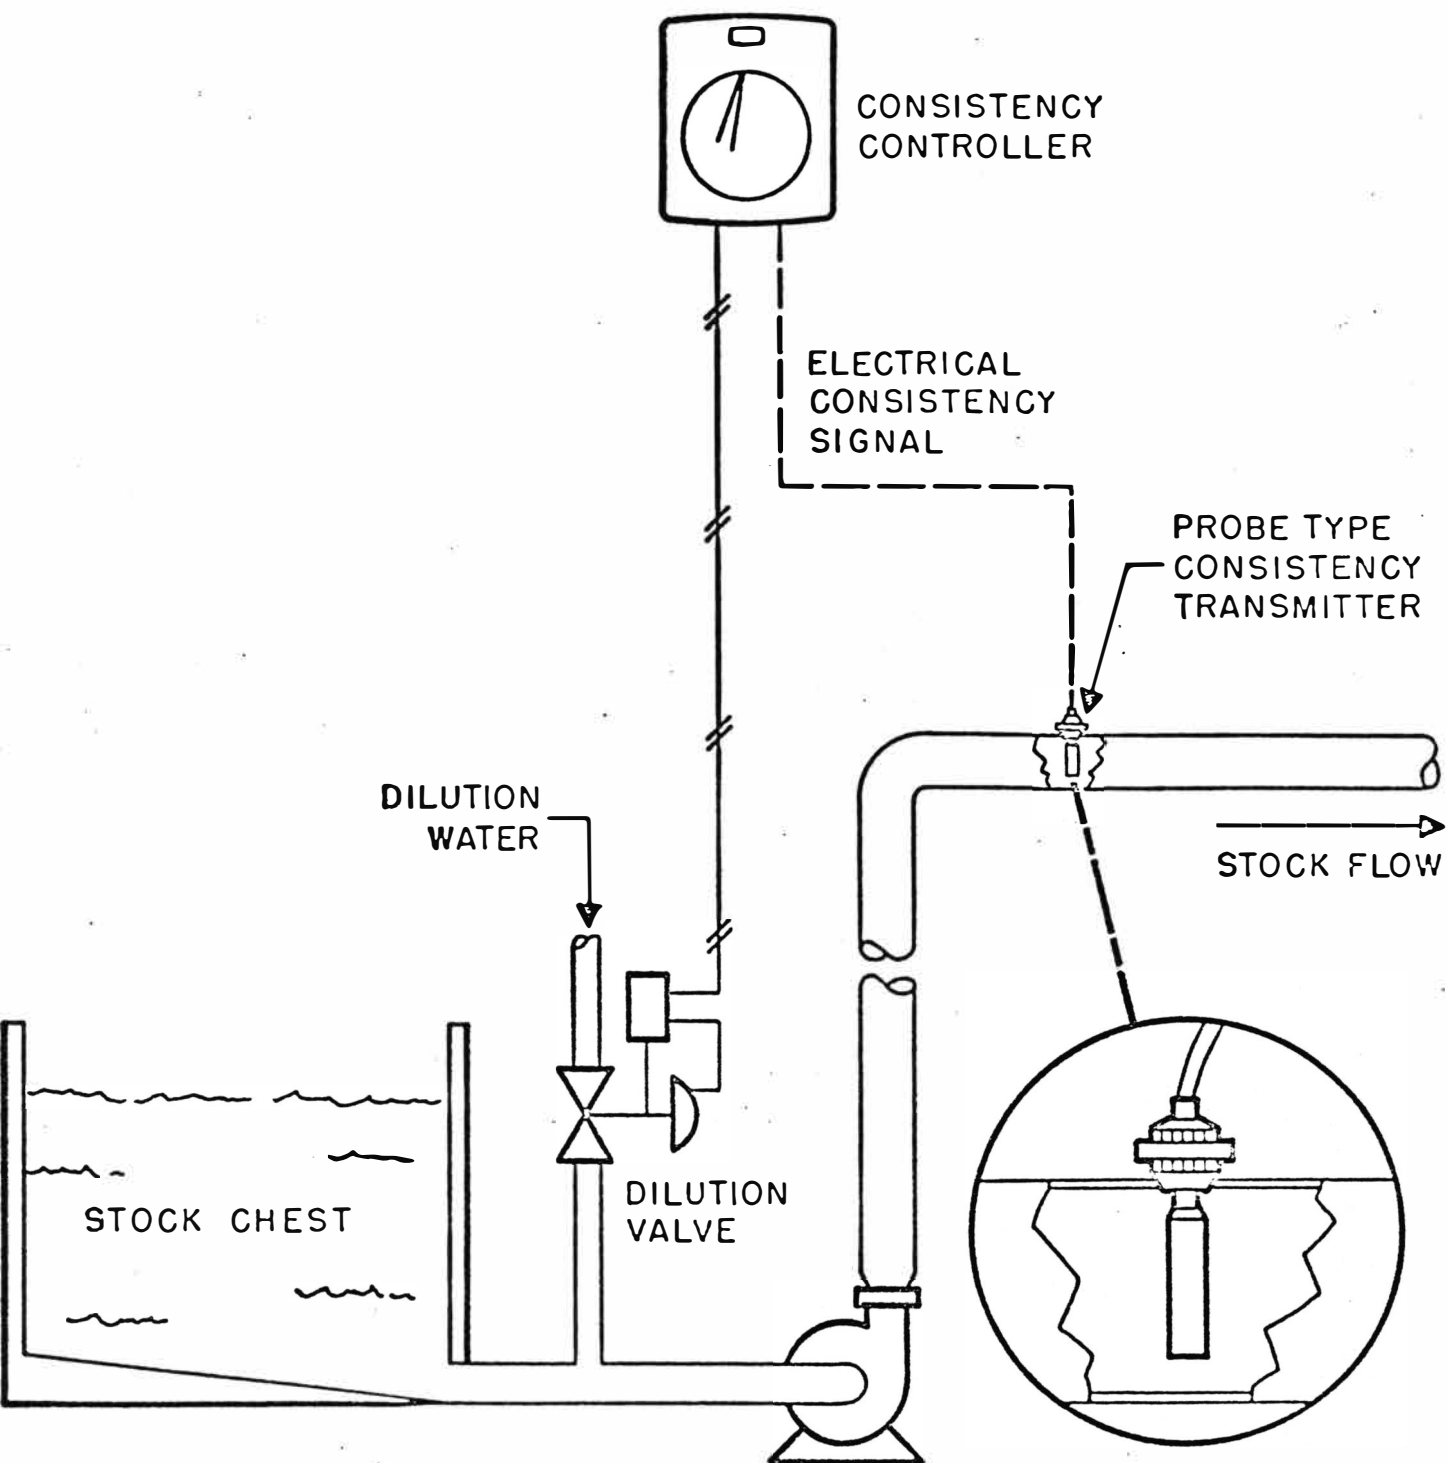 CONSISTENCY
CONTROLLER
ELECTRICAL
CONSISTENCY
SIGNAL
PROBE TYPE
CONSISTENCY
TRANSMITTER
DILUTION
WATER
STOCK FLOW
DILUTION
VALVE
STOCK CHEST